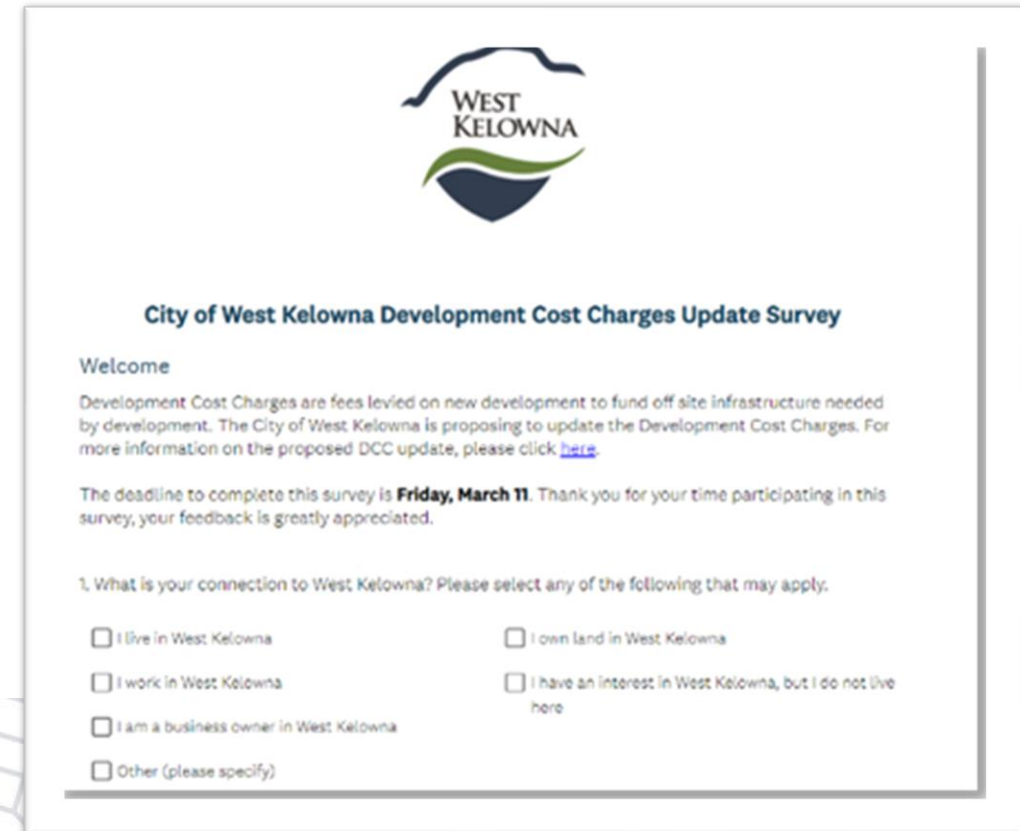 WEST
KELOWNA
City of West Kelowna Development Cost Charges Update Survey
Welcome
Development Cost Charges are fees levied on new development to fund off site infrastructure needed
by development. The City of West Kelowna is proposing to update the Development Cost Charges. For
more information on the proposed DCC update, please click here.
The deadline to complete this survey is Friday, March 11. Thank you for your time participating in this
survey, your feedback is greatly appreciated.
1. What is your connection to West Kelowna? Please select any of the following that may apply.
I live in West Kelowna
I own land in West Kelowna
I work in West Kelowna
I have an interest in West Kelowna, but I do not live
here
I am a business owner in West Kelowna
Other (please specify)